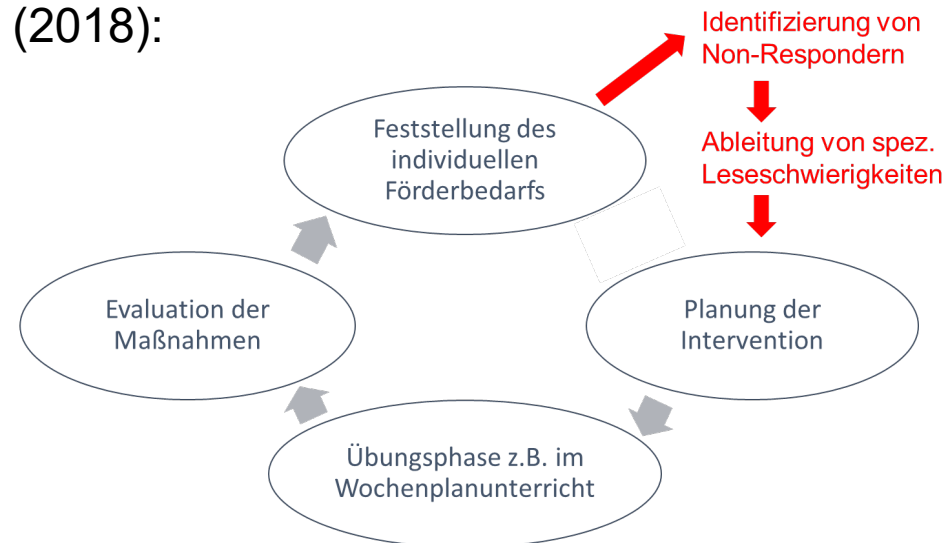 (2018):
Identifizierung von
Non-Respondern
Ableitung von spez.
Leseschwierigkeiten
Feststellung des
individuellen
Förderbedarfs
Planung der
Intervention
Übungsphase z.B. im
Wochenplanunterricht
Evaluation der
Maßnahmen